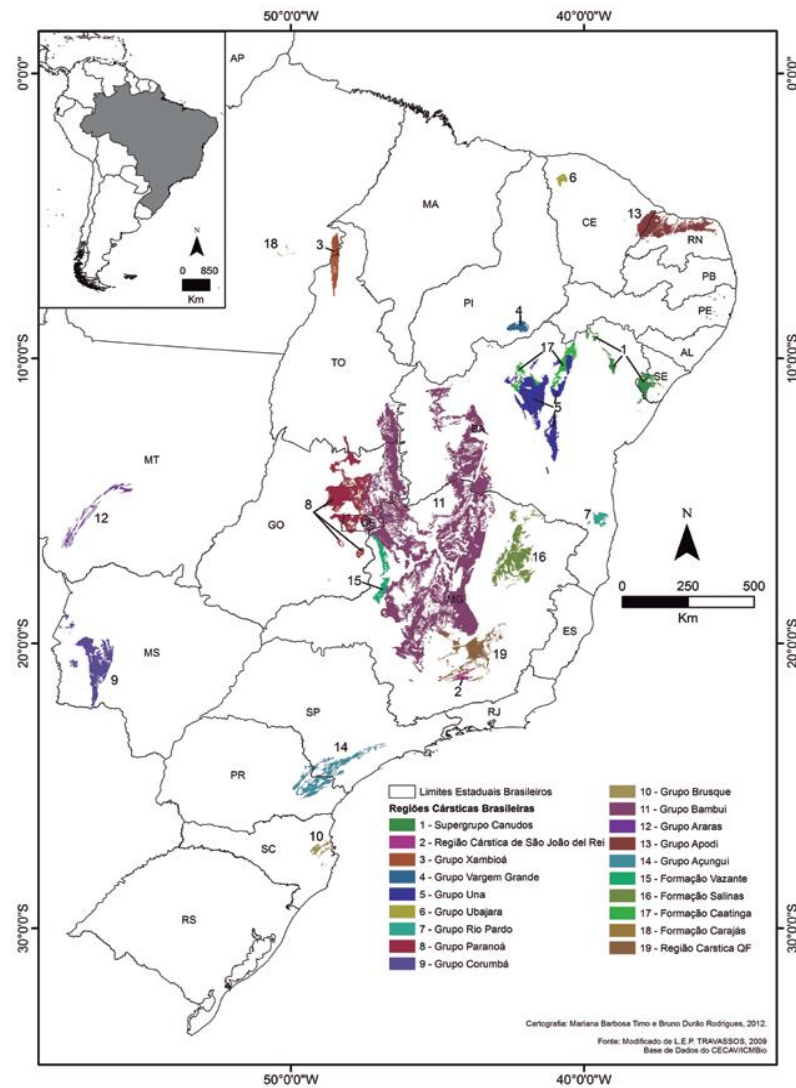 50°0'0"W
40°0'0"W
0°0'0"
0°0'0"
AP
N
0 850
Km
6
MA
CE
13
RN
18
3
PB
PI
4
PE
17
1
AL
10°0'0"S
10°0'0"S
SE
TO
5
BA
MT
8
11
7
12
GO
DF
N
16
15
0 250 500
Km
MG
ES
20°0'0"S
20°0'0"S
MS
19
9
2
SP
RJ
14
PR
SC
10
RS
30°0'0"S
30°0'0"S
Limites Estaduais Brasileiros
Regiões Cársticas Brasileiras
1 - Supergrupo Canudos
2 - Região Cárstica de São João del Rei
3 - Grupo Xambioá
4 - Grupo Vargem Grande
5 - Grupo Una
6 - Grupo Ubajara
7 - Grupo Rio Pardo
8 - Grupo Paranoá
9 - Grupo Corumbá
10 - Grupo Brusque
11 - Grupo Bambui
12 - Grupo Araras
13 - Grupo Apodi
14 - Grupo Açungui
15 - Formação Vazante
16 - Formação Salinas
17 - Formação Caatinga
18 - Formação Carajás
19 - Região Carstica QF
Cartografia: Mariana Barbosa Timo e Bruno Durão Rodrigues, 2012.
Fonte: Modificado de L.E.P. TRAVASSOS, 2009
Base de Dados do CECAV/ICMBio
50°0'0"W
40°0'0"W